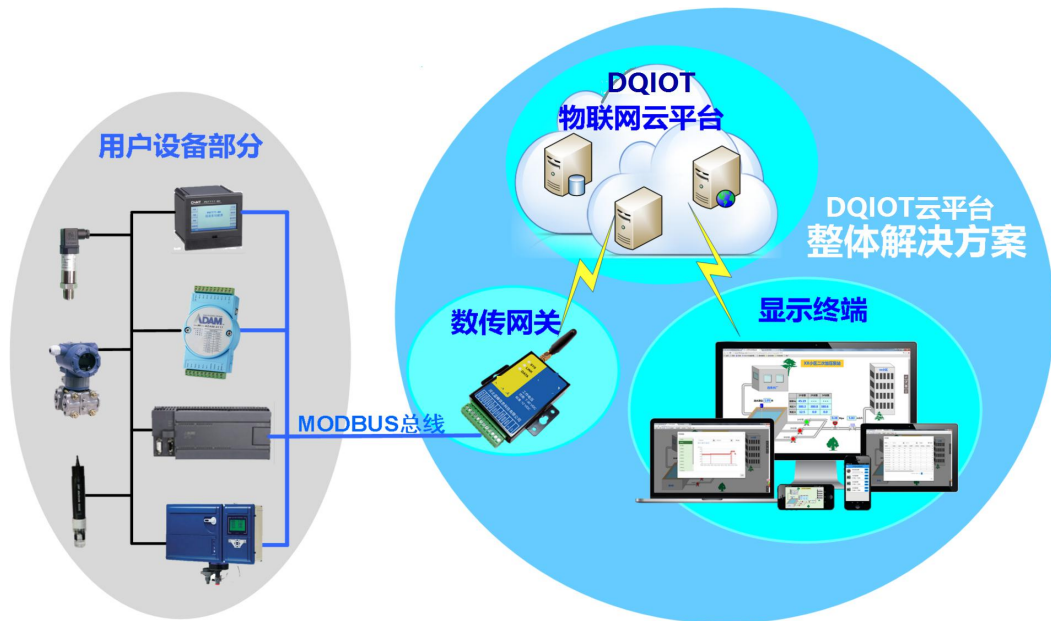 DQIOT
物联网云平台
用户设备部分
DQIOT云平台
整体解决方案
数传网关
显示终端
ADAM
MODBUS总线